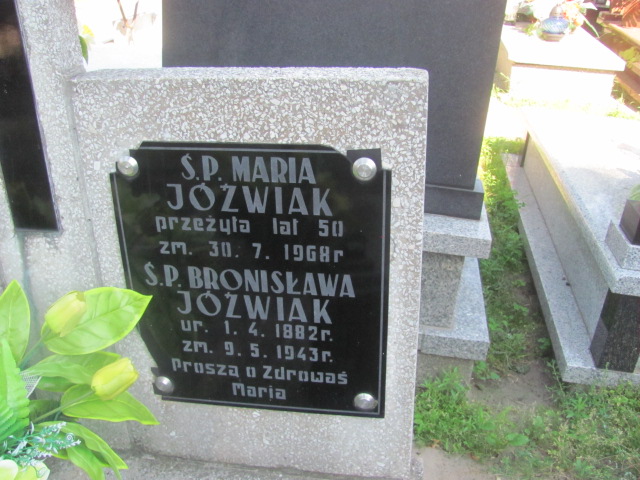 Ś.P. MARIA
JÓŹWIAK
przeżyła lat 50
zm. 30. 7. 1968r
Ś.P. BRONISŁAWA
JÓŹWIAK
ur. 1. 4. 1882r.
zm. 9. 5. 1943r.
proszą o Zdrowaś
Maria